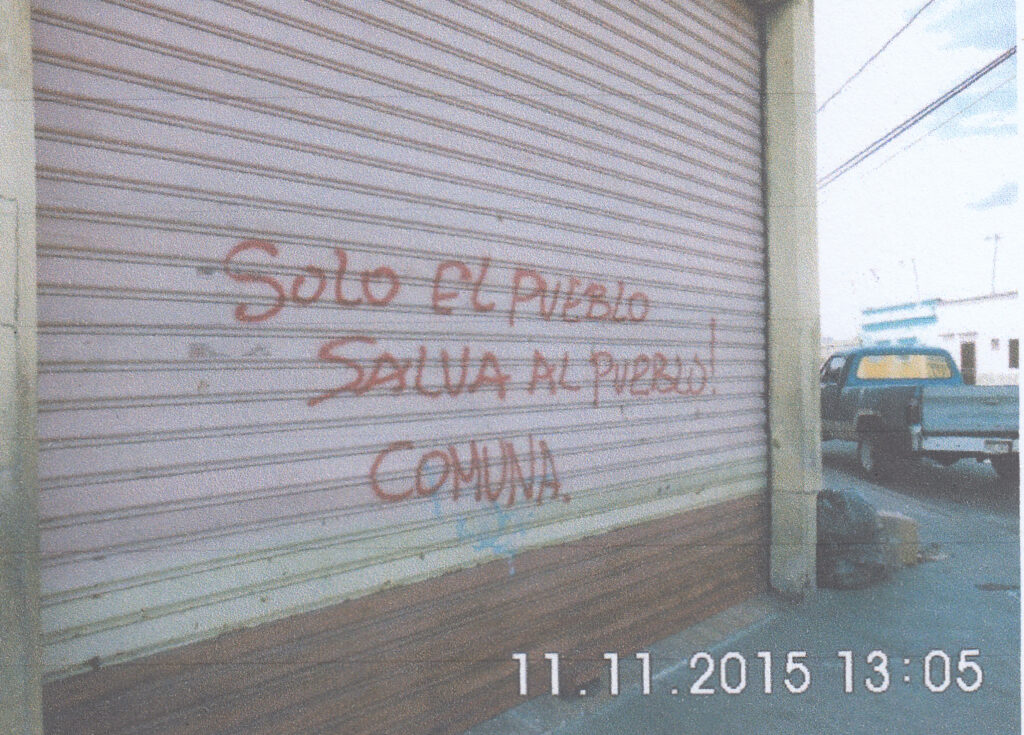 SOLO EL PUEBLO
SALVA AL PUEBLO!
COMUNA.
11.11.2015 13:05